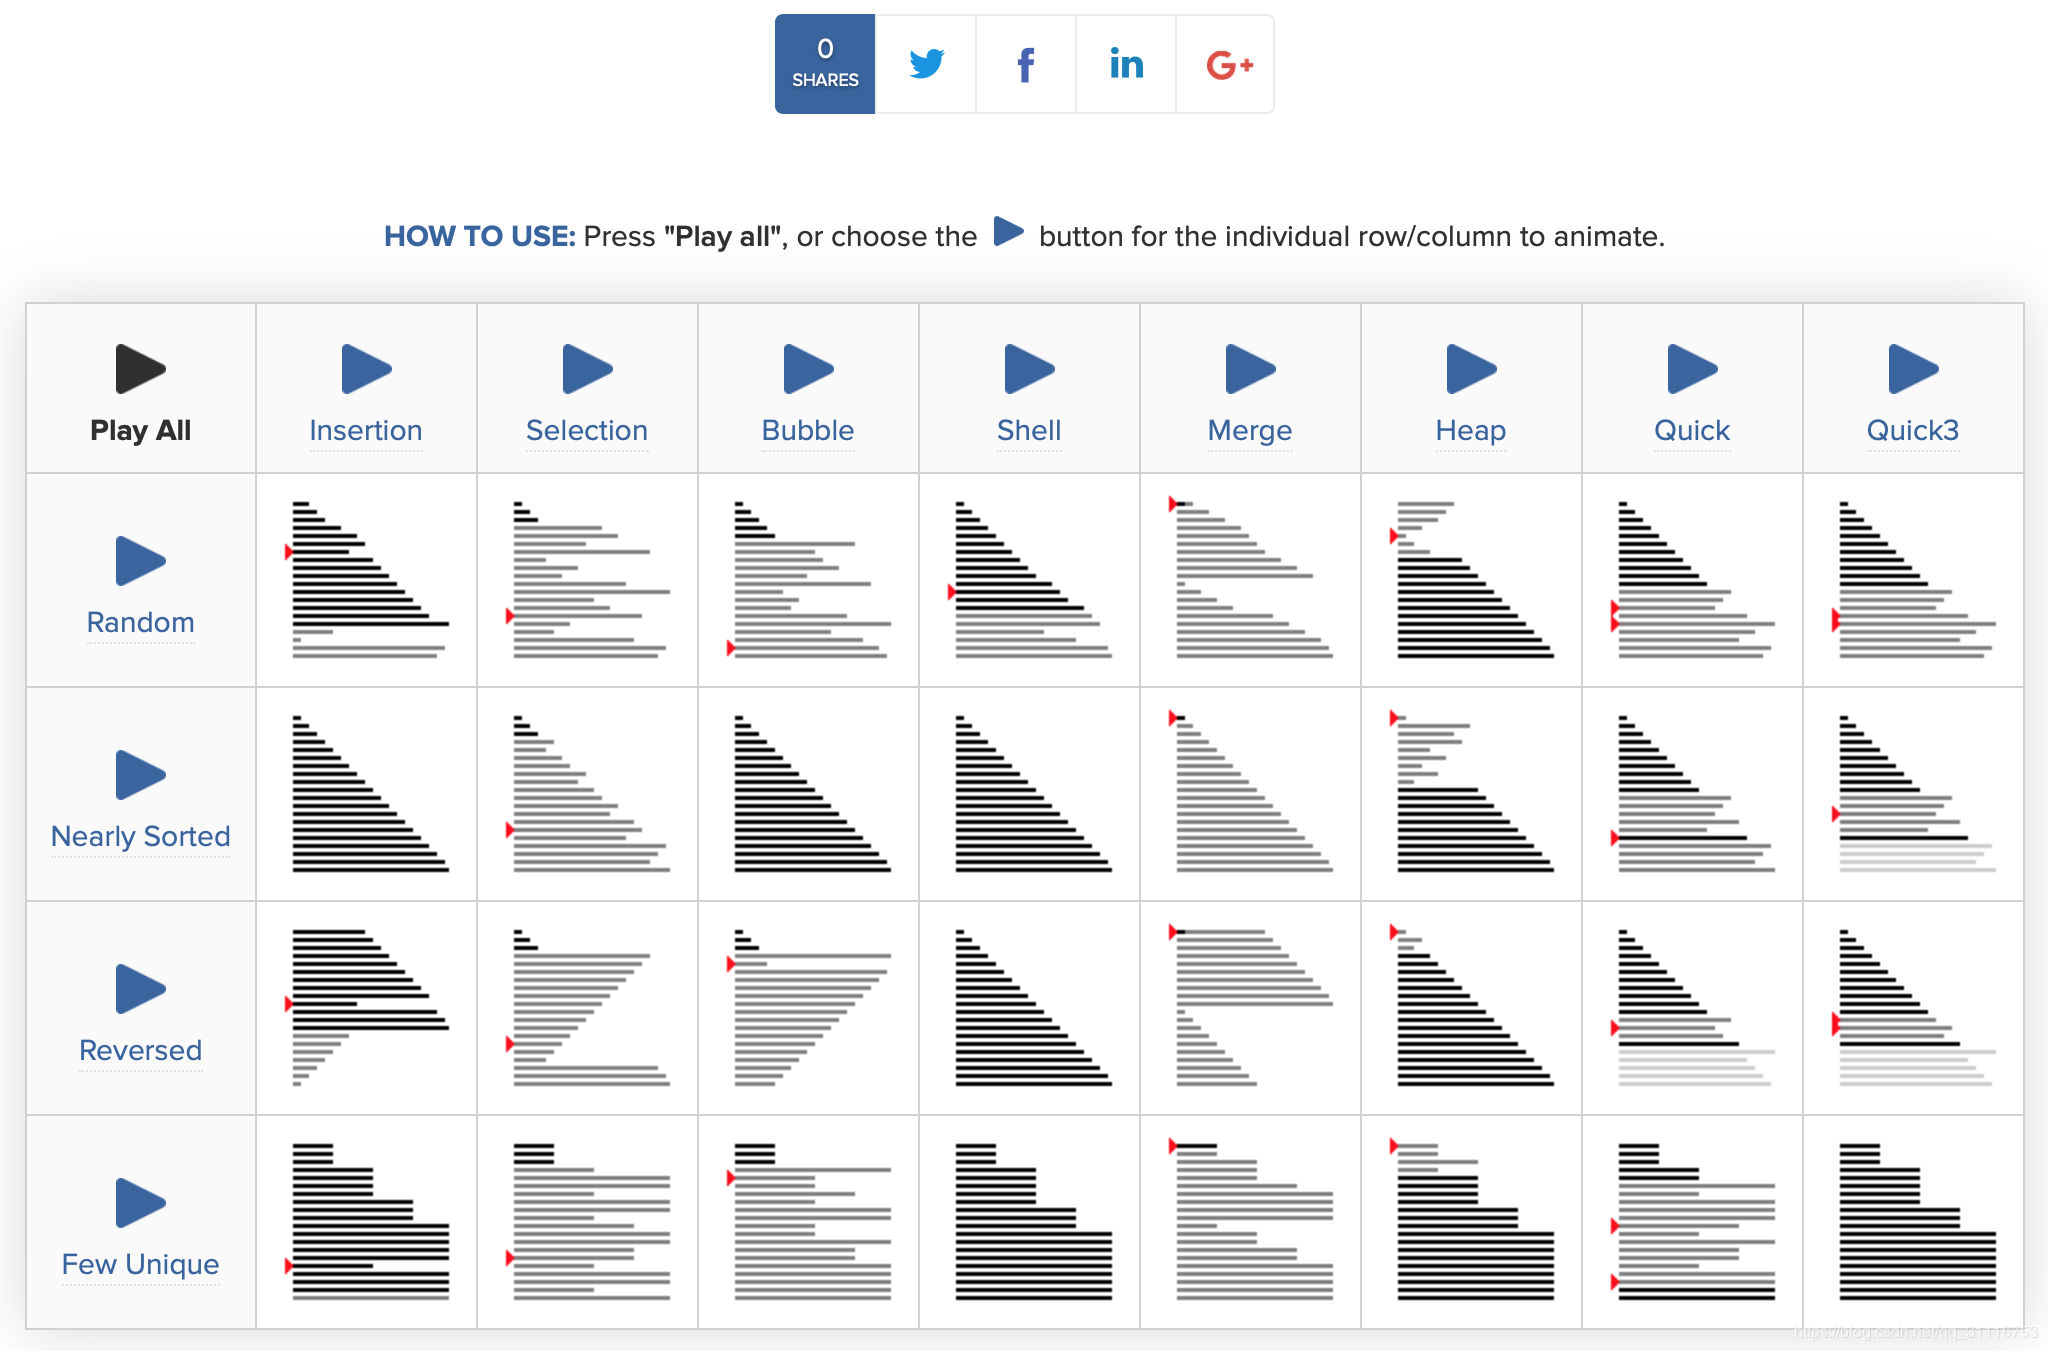 0
SHARES
HOW TO USE: Press "Play all", or choose the button for the individual row/column to animate.
Play All
Insertion
Selection
Bubble
Shell
Merge
Heap
Quick
Quick3
Random
Nearly Sorted
Reversed
Few Unique
https://blog.csdn.net/qq_31116753